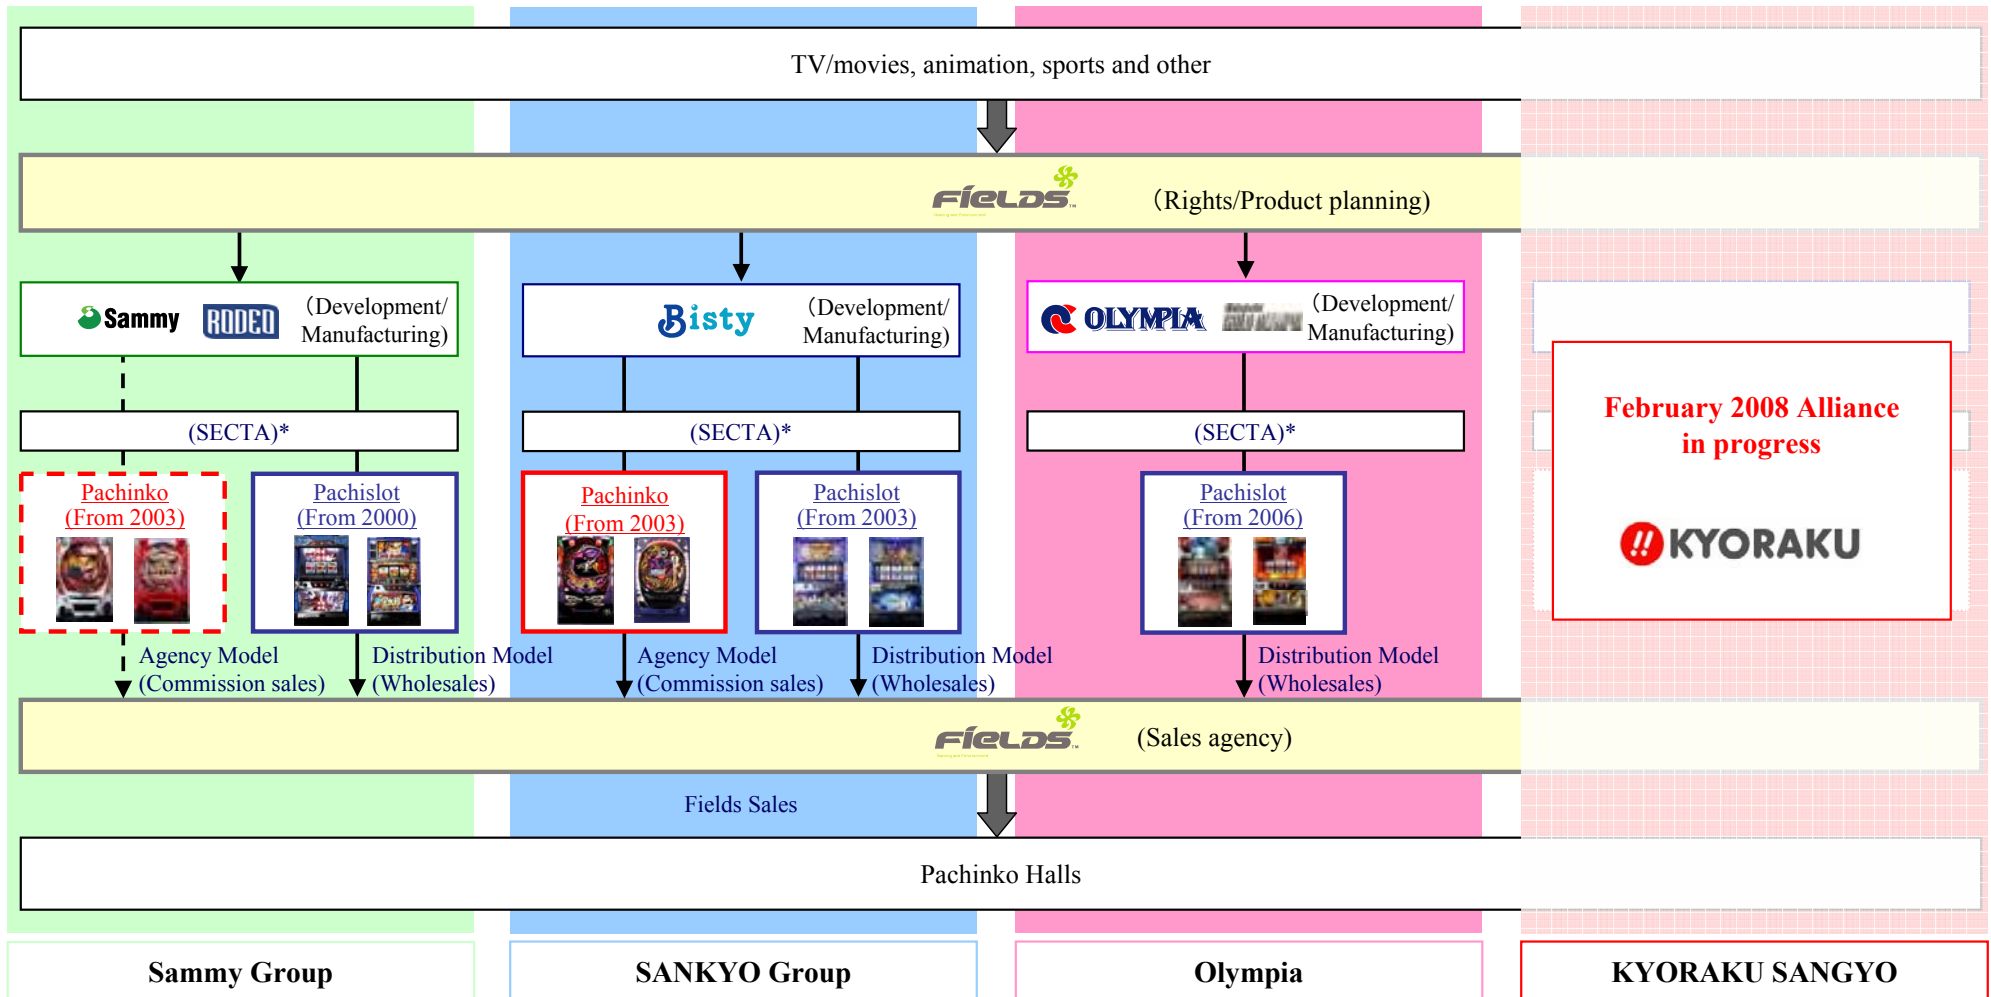 TV/movies, animation, sports and other
FIELDS
(Rights/Product planning)
Sammy
RODEO
(Development/
Manufacturing)
Bisty
(Development/
Manufacturing)
OLYMPIA
(Development/
Manufacturing)
(SECTA)*
(SECTA)*
(SECTA)*
February 2008 Alliance
in progress
KYORAKU
Pachinko
(From 2003)
Pachislot
(From 2000)
Pachinko
(From 2003)
Pachislot
(From 2003)
Pachislot
(From 2006)
Agency Model
(Commission sales)
Distribution Model
(Wholesales)
Agency Model
(Commission sales)
Distribution Model
(Wholesales)
Distribution Model
(Wholesales)
FIELDS
(Sales agency)
Fields Sales
Pachinko Halls
Sammy Group
SANKYO Group
Olympia
KYORAKU SANGYO